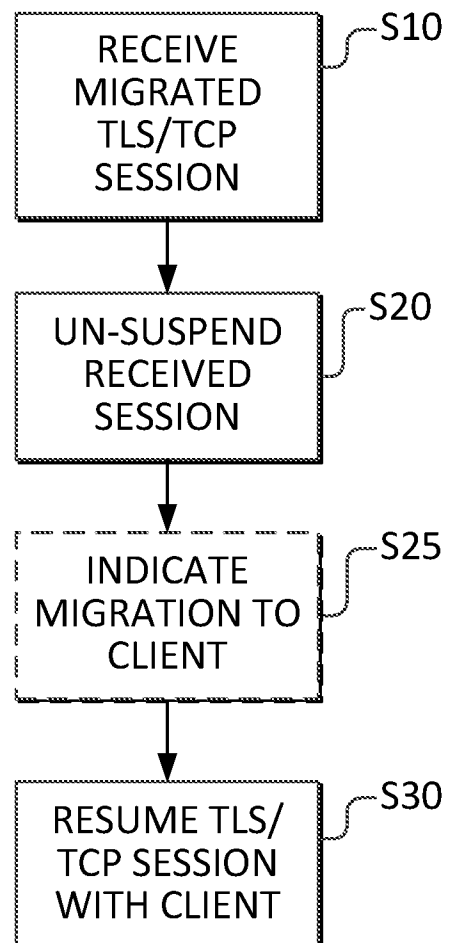 RECEIVE
MIGRATED
TLS/TCP
SESSION
S10
UN-SUSPEND
RECEIVED
SESSION
S20
INDICATE
MIGRATION TO
CLIENT
S25
RESUME TLS/
TCP SESSION
WITH CLIENT
S30